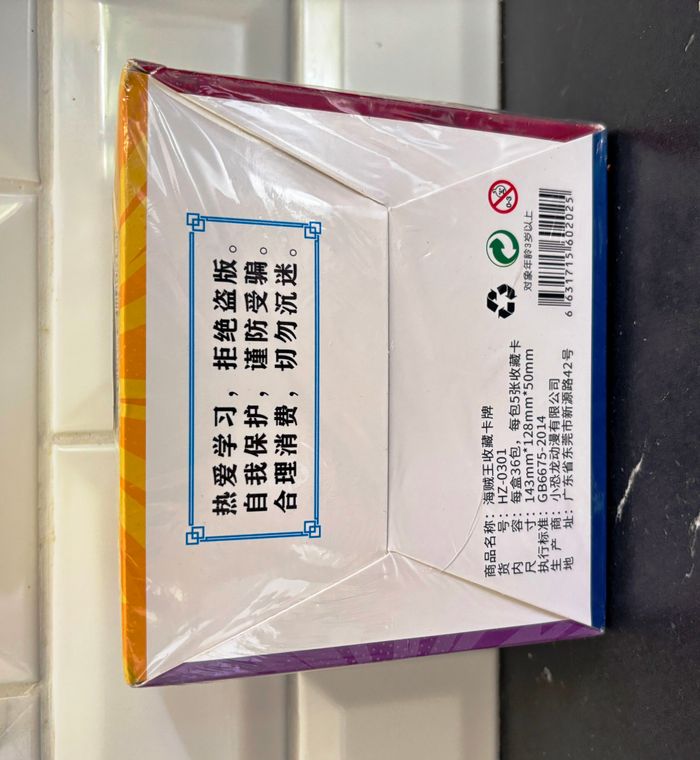 热爱学习，拒绝盗版。
自我保护，谨防受骗。
合理消费，切勿沉迷。
商品名称：海贼王收藏卡牌
货　　号：HZ-0301
内　　容：每盒36包，每包5张收藏卡
尺　　寸：143mm*128mm*50mm
执行标准：GB6675-2014
生 产 商：小恐龙动漫有限公司
地　　址：广东省东莞市新源路42号
0-3
对象年龄3岁以上
6 631715 602025